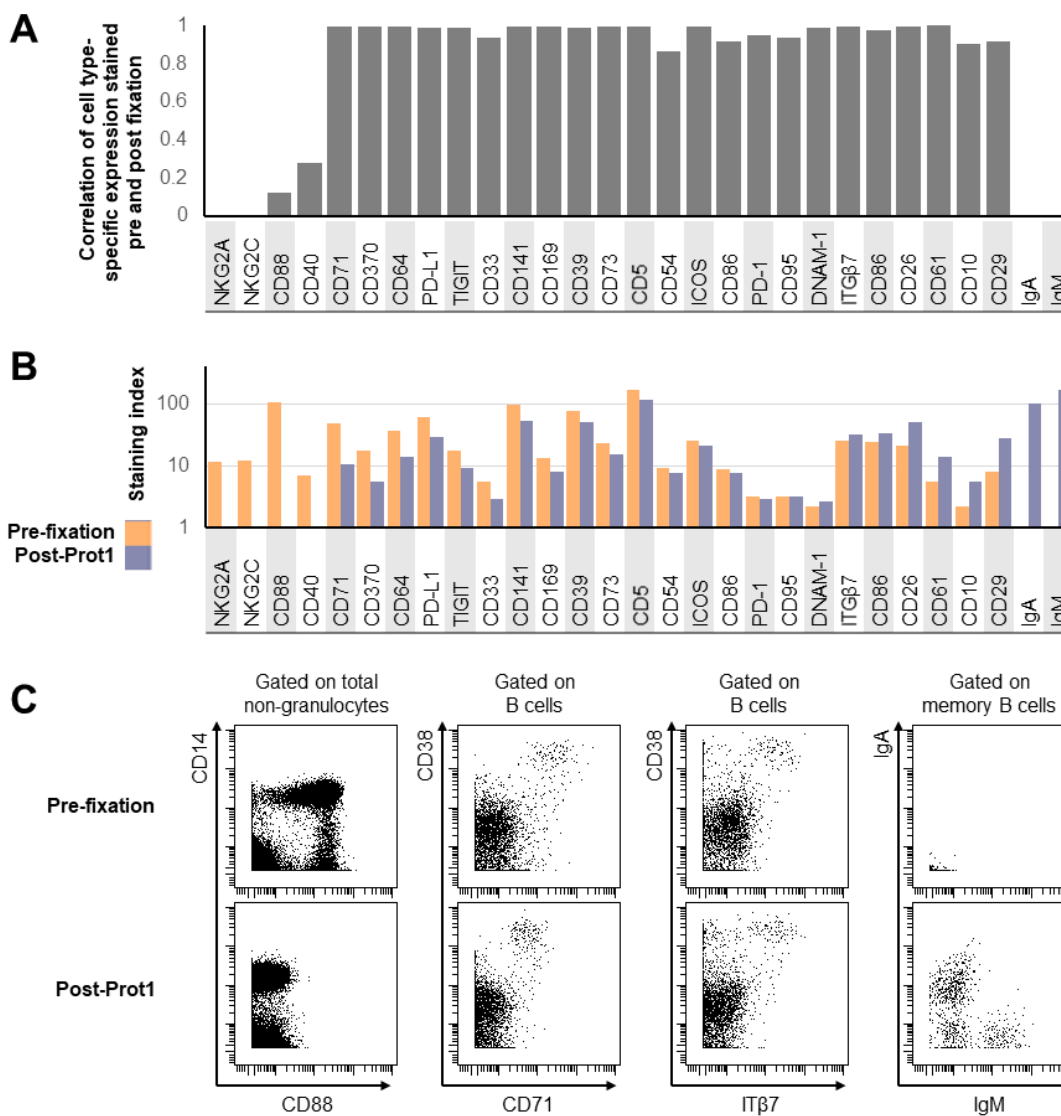 A
Correlation of cell type-
specific expression stained
pre and post fixation
1
0.8
0.6
0.4
0.2
0
NKG2A
NKG2C
CD88
CD40
CD71
CD370
CD64
PD-L1
TIGIT
CD33
CD141
CD169
CD39
CD73
CD5
CD54
ICOS
CD86
PD-1
CD95
DNAM-1
ITGβ7
CD86
CD26
CD61
CD10
CD29
IgA
IgM
B
Staining index
100
10
1
Pre-fixation
Post-Prot1
NKG2A
NKG2C
CD88
CD40
CD71
CD370
CD64
PD-L1
TIGIT
CD33
CD141
CD169
CD39
CD73
CD5
CD54
ICOS
CD86
PD-1
CD95
DNAM-1
ITGβ7
CD86
CD26
CD61
CD10
CD29
IgA
IgM
C
Gated on total
non-granulocytes
Gated on
B cells
Gated on
B cells
Gated on
memory B cells
Pre-fixation
CD14
CD38
CD38
IgA
Post-Prot1
CD88
CD71
ITβ7
IgM